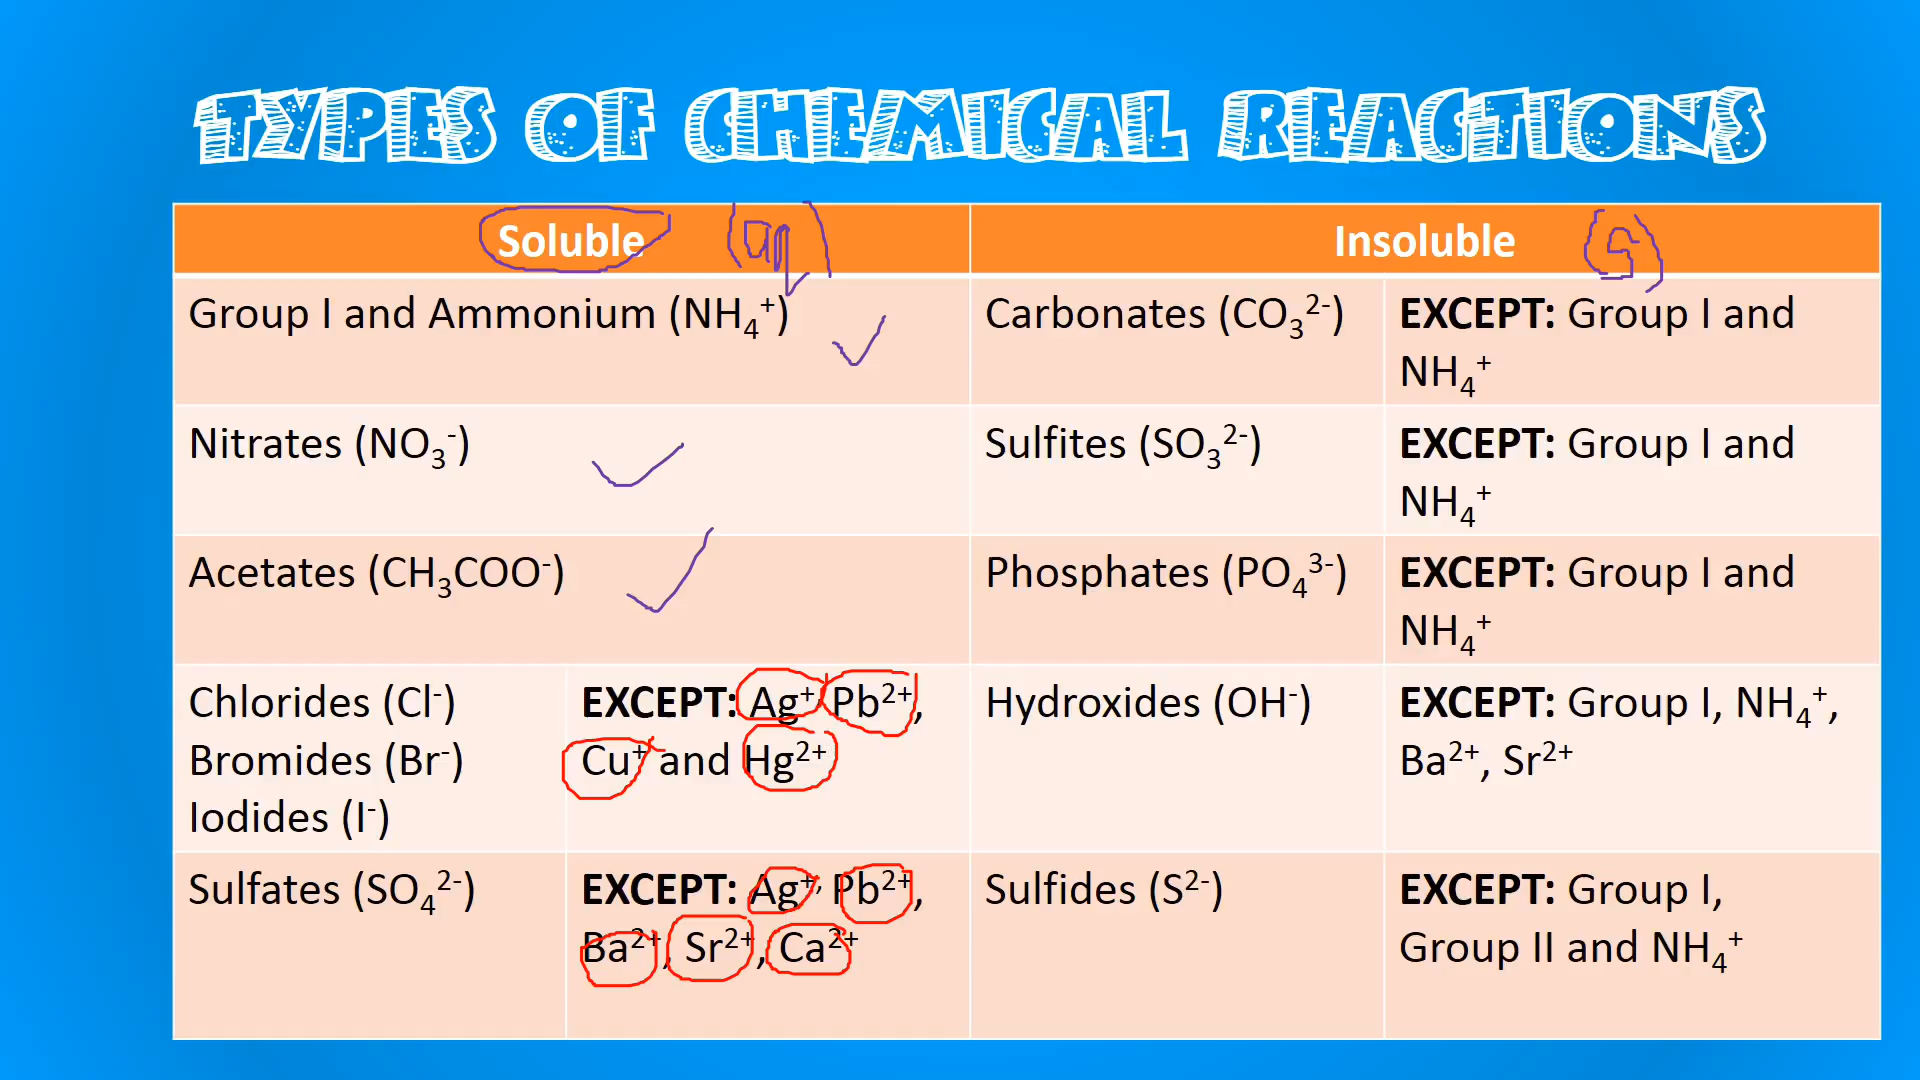 TYPES OF CHEMICAL REACTIONS
Soluble (aq)
Insoluble (s)
Group I and Ammonium (NH₄⁺)
Carbonates (CO₃²⁻)
EXCEPT: Group I and
NH₄⁺
Nitrates (NO₃⁻)
Sulfites (SO₃²⁻)
EXCEPT: Group I and
NH₄⁺
Acetates (CH₃COO⁻)
Phosphates (PO₄³⁻)
EXCEPT: Group I and
NH₄⁺
Chlorides (Cl⁻)
Bromides (Br⁻)
Iodides (I⁻)
EXCEPT: Ag⁺, Pb²⁺,
Cu⁺ and Hg²⁺
Hydroxides (OH⁻)
EXCEPT: Group I, NH₄⁺,
Ba²⁺, Sr²⁺
Sulfates (SO₄²⁻)
EXCEPT: Ag⁺, Pb²⁺,
Ba²⁺, Sr²⁺, Ca²⁺
Sulfides (S²⁻)
EXCEPT: Group I,
Group II and NH₄⁺